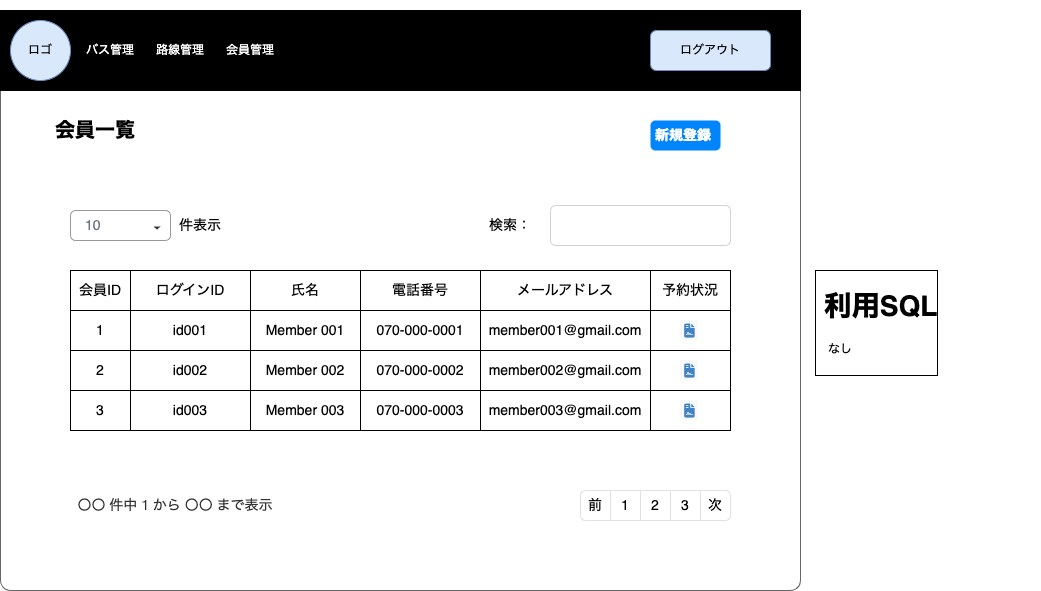 ロゴ バス管理 路線管理 会員管理 ログアウト
会員一覧 新規登録
10 件表示 検索：
会員ID ログインID 氏名 電話番号 メールアドレス 予約状況
1 id001 Member 001 070-000-0001 member001@gmail.com
2 id002 Member 002 070-000-0002 member002@gmail.com
3 id003 Member 003 070-000-0003 member003@gmail.com
〇〇 件中 1 から 〇〇 まで表示 前 1 2 3 次
利用SQL
なし